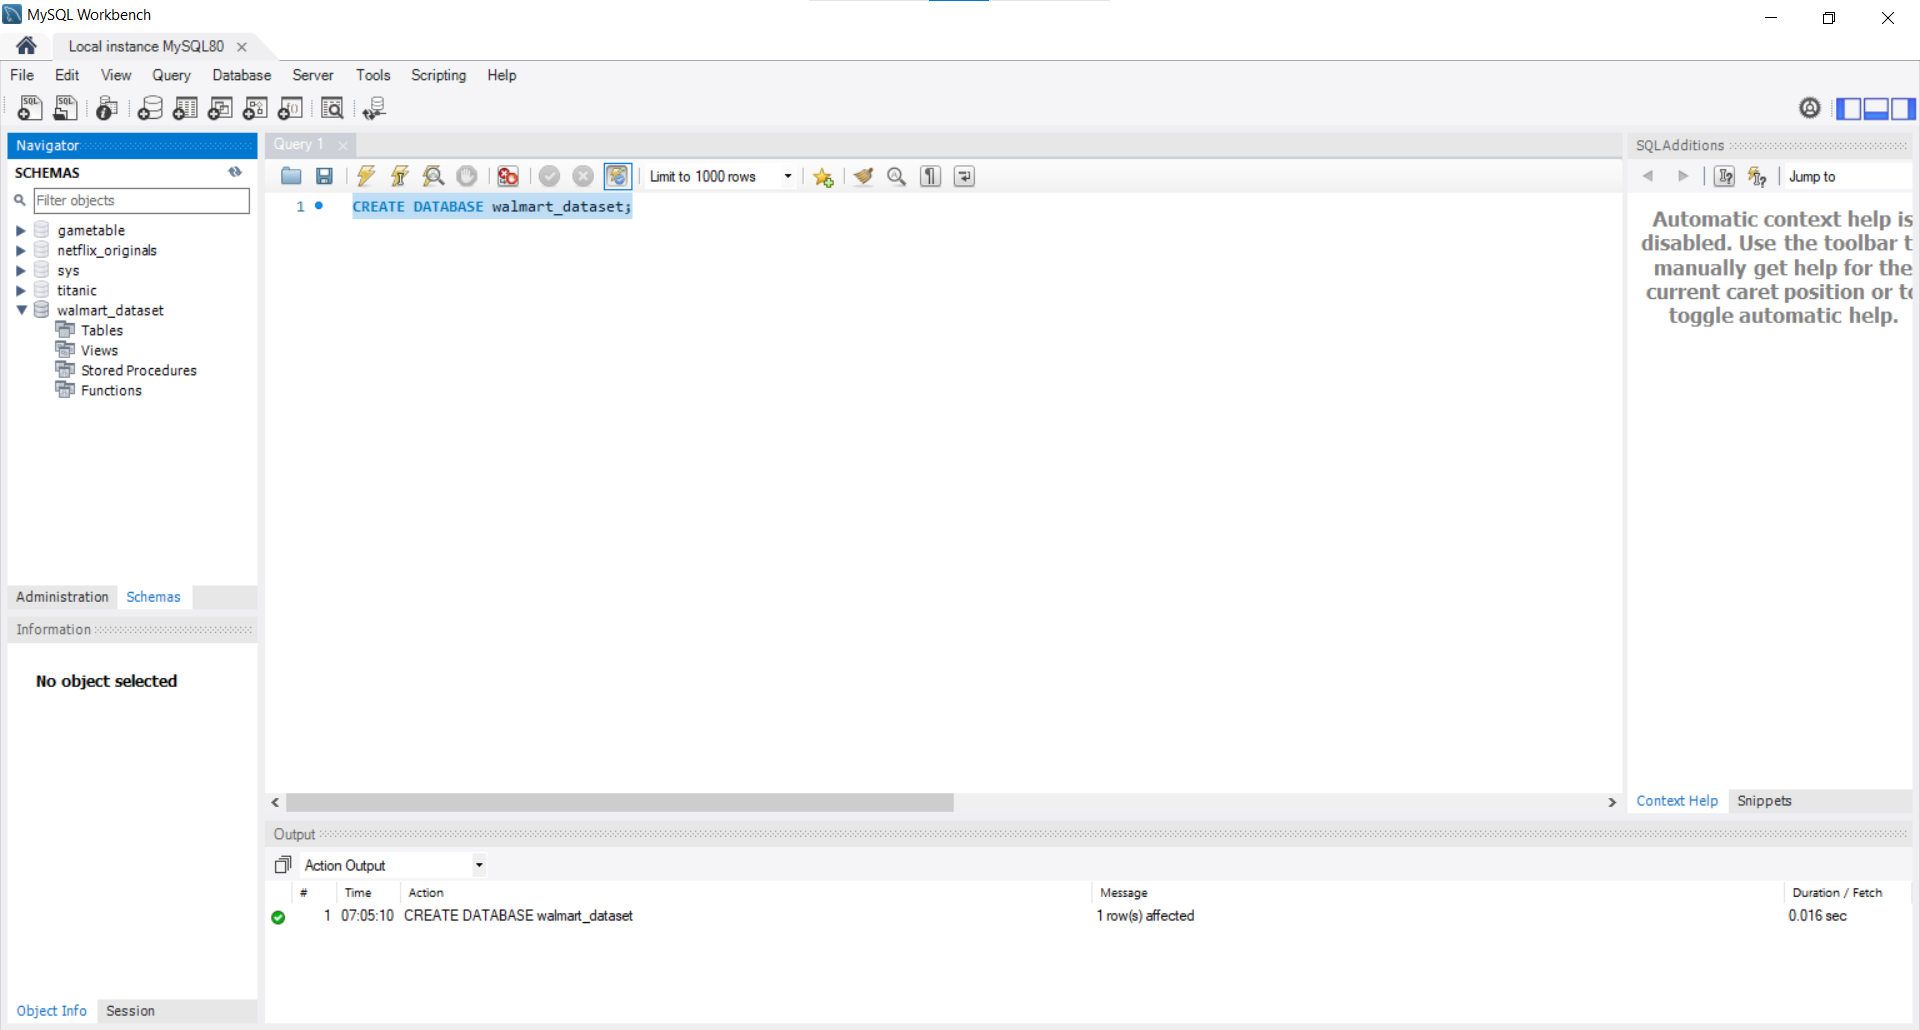 MySQL Workbench
Local instance MySQL80
File Edit View Query Database Server Tools Scripting Help
Navigator
SCHEMAS
Filter objects
gametable
netflix_originals
sys
titanic
walmart_dataset
Tables
Views
Stored Procedures
Functions
Administration Schemas
Information
No object selected
Object Info Session
Query 1
Limit to 1000 rows
1 CREATE DATABASE walmart_dataset;
SQLAdditions
Jump to
Automatic context help is
disabled. Use the toolbar t
manually get help for the
current caret position or to
toggle automatic help.
Context Help Snippets
Output
Action Output
# Time Action Message Duration / Fetch
1 07:05:10 CREATE DATABASE walmart_dataset 1 row(s) affected 0.016 sec